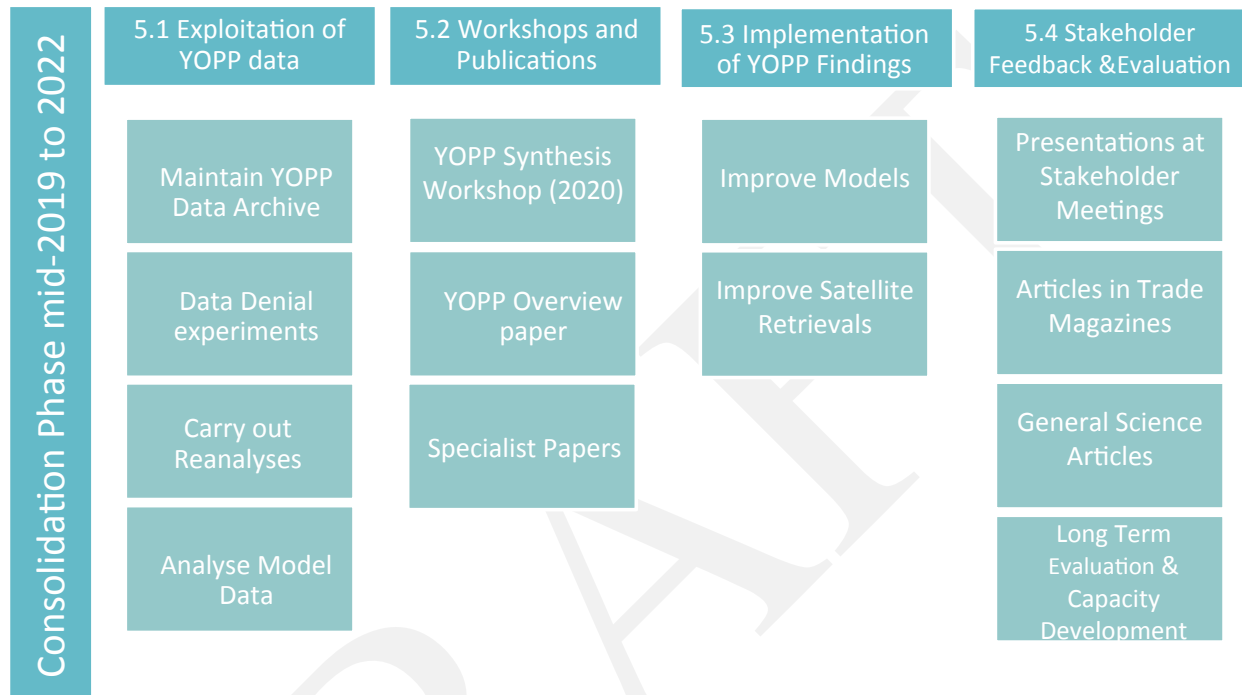 Consolidation Phase mid-2019 to 2022
5.1 Exploitation of
YOPP data
Maintain YOPP
Data Archive
Data Denial
experiments
Carry out
Reanalyses
Analyse Model
Data
5.2 Workshops and
Publications
YOPP Synthesis
Workshop (2020)
YOPP Overview
paper
Specialist Papers
5.3 Implementation
of YOPP Findings
Improve Models
Improve Satellite
Retrievals
5.4 Stakeholder
Feedback &Evaluation
Presentations at
Stakeholder
Meetings
Articles in Trade
Magazines
General Science
Articles
Long Term
Evaluation &
Capacity
Development